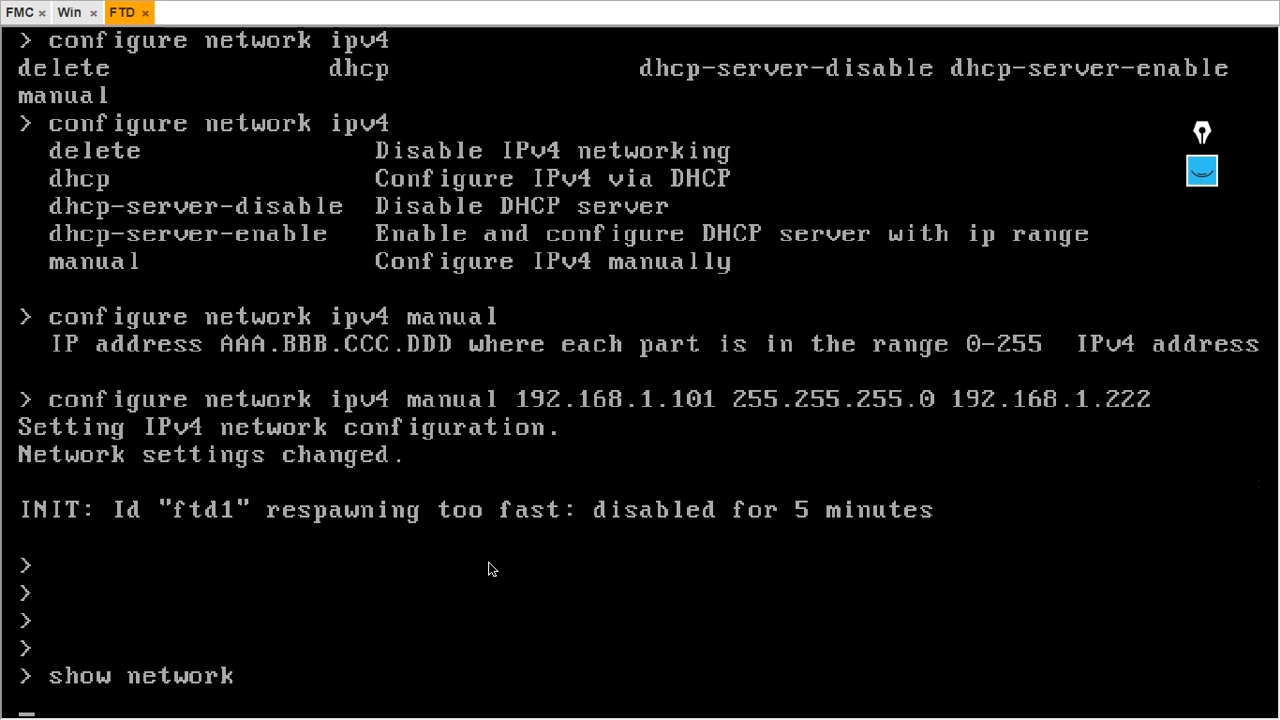 FMC × Win × FTD ×
> configure network ipv4
delete dhcp dhcp-server-disable dhcp-server-enable
manual
> configure network ipv4
delete Disable IPv4 networking
dhcp Configure IPv4 via DHCP
dhcp-server-disable Disable DHCP server
dhcp-server-enable Enable and configure DHCP server with ip range
manual Configure IPv4 manually
> configure network ipv4 manual
IP address AAA.BBB.CCC.DDD where each part is in the range 0-255 IPv4 address
> configure network ipv4 manual 192.168.1.101 255.255.255.0 192.168.1.222
Setting IPv4 network configuration.
Network settings changed.
INIT: Id "ftd1" respawning too fast: disabled for 5 minutes
>
>
>
>
> show network
_